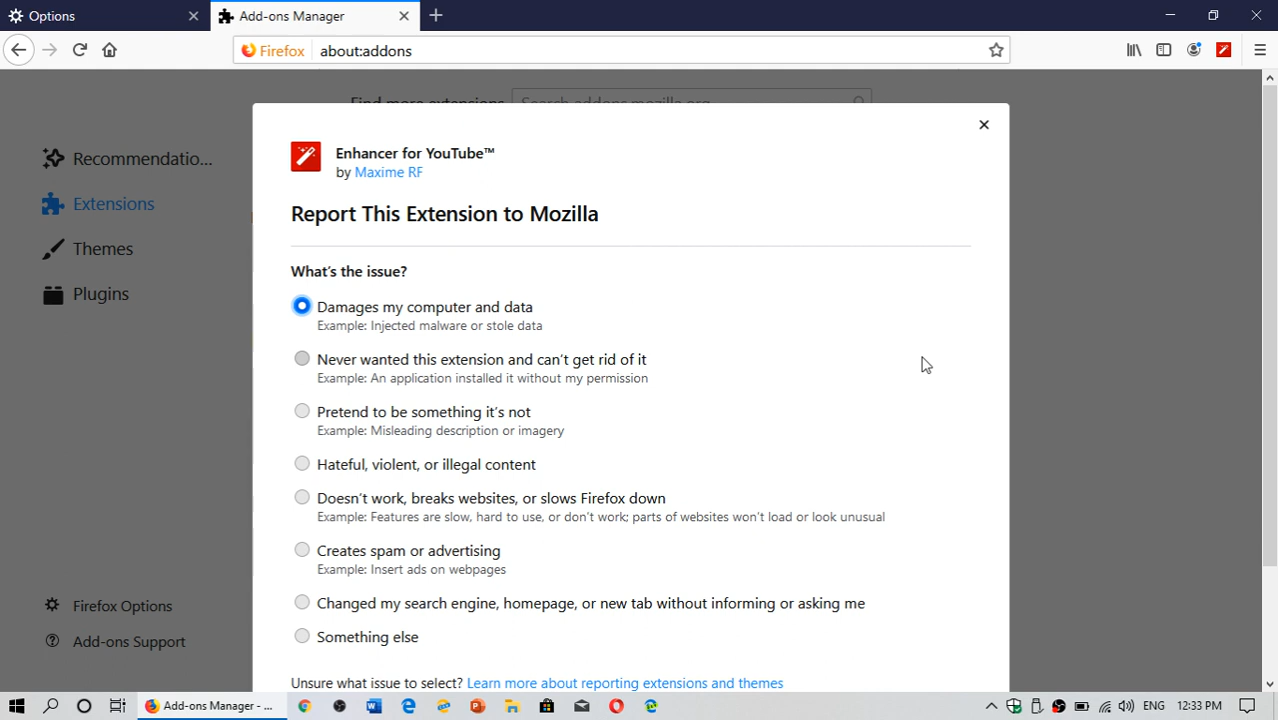 Options
Add-ons Manager
Firefox
about:addons
Find more extensions
Search addons.mozilla.org
Recommendatio...
Extensions
Themes
Plugins
Firefox Options
Add-ons Support
Enhancer for YouTube™
by Maxime RF
Report This Extension to Mozilla
What's the issue?
Damages my computer and data
Example: Injected malware or stole data
Never wanted this extension and can't get rid of it
Example: An application installed it without my permission
Pretend to be something it's not
Example: Misleading description or imagery
Hateful, violent, or illegal content
Doesn't work, breaks websites, or slows Firefox down
Example: Features are slow, hard to use, or don't work; parts of websites won't load or look unusual
Creates spam or advertising
Example: Insert ads on webpages
Changed my search engine, homepage, or new tab without informing or asking me
Something else
Unsure what issue to select? Learn more about reporting extensions and themes
Add-ons Manager - ...
12:33 PM